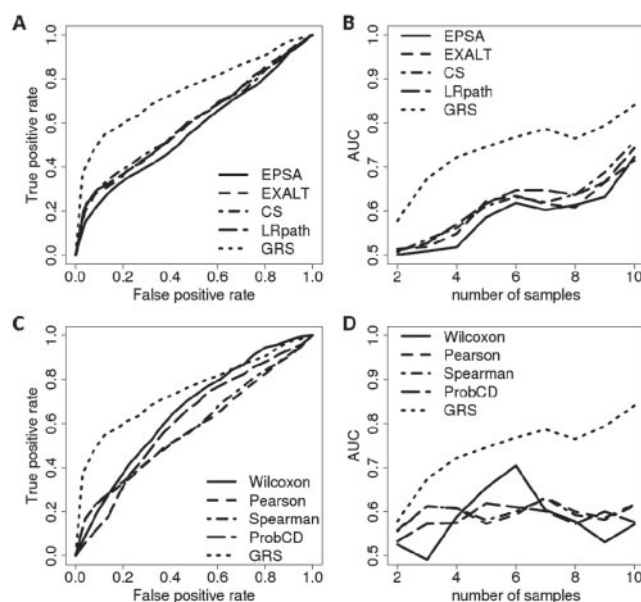 A
True positive rate
0.0 0.2 0.4 0.6 0.8 1.0
EPSA
EXALT
CS
LRpath
GRS
0.0 0.2 0.4 0.6 0.8 1.0
False positive rate
B
AUC
0.5 0.6 0.7 0.8 0.9 1.0
EPSA
EXALT
CS
LRpath
GRS
2 4 6 8 10
number of samples
C
True positive rate
0.0 0.2 0.4 0.6 0.8 1.0
Wilcoxon
Pearson
Spearman
ProbCD
GRS
0.0 0.2 0.4 0.6 0.8 1.0
False positive rate
D
AUC
0.5 0.6 0.7 0.8 0.9 1.0
Wilcoxon
Pearson
Spearman
ProbCD
GRS
2 4 6 8 10
number of samples